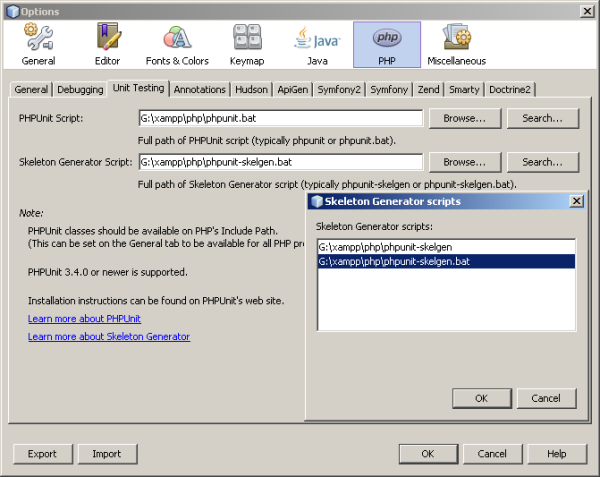 Options
General Editor Fonts & Colors Keymap Java PHP Miscellaneous
Java
php
General Debugging Unit Testing Annotations Hudson ApiGen Symfony2 Symfony Zend Smarty Doctrine2
PHPUnit Script: G:\xampp\php\phpunit.bat Browse... Search...
Full path of PHPUnit script (typically phpunit or phpunit.bat).
Skeleton Generator Script: G:\xampp\php\phpunit-skelgen.bat Browse... Search...
Full path of Skeleton Generator script (typically phpunit-skelgen or phpunit-skelgen.bat).
Note:
PHPUnit classes should be available on PHP's Include Path.
(This can be set on the General tab to be available for all PHP pr
PHPUnit 3.4.0 or newer is supported.
Installation instructions can be found on PHPUnit's web site.
Learn more about PHPUnit
Learn more about Skeleton Generator
Skeleton Generator scripts
Skeleton Generator scripts:
G:\xampp\php\phpunit-skelgen
G:\xampp\php\phpunit-skelgen.bat
OK Cancel
Export Import OK Cancel Help